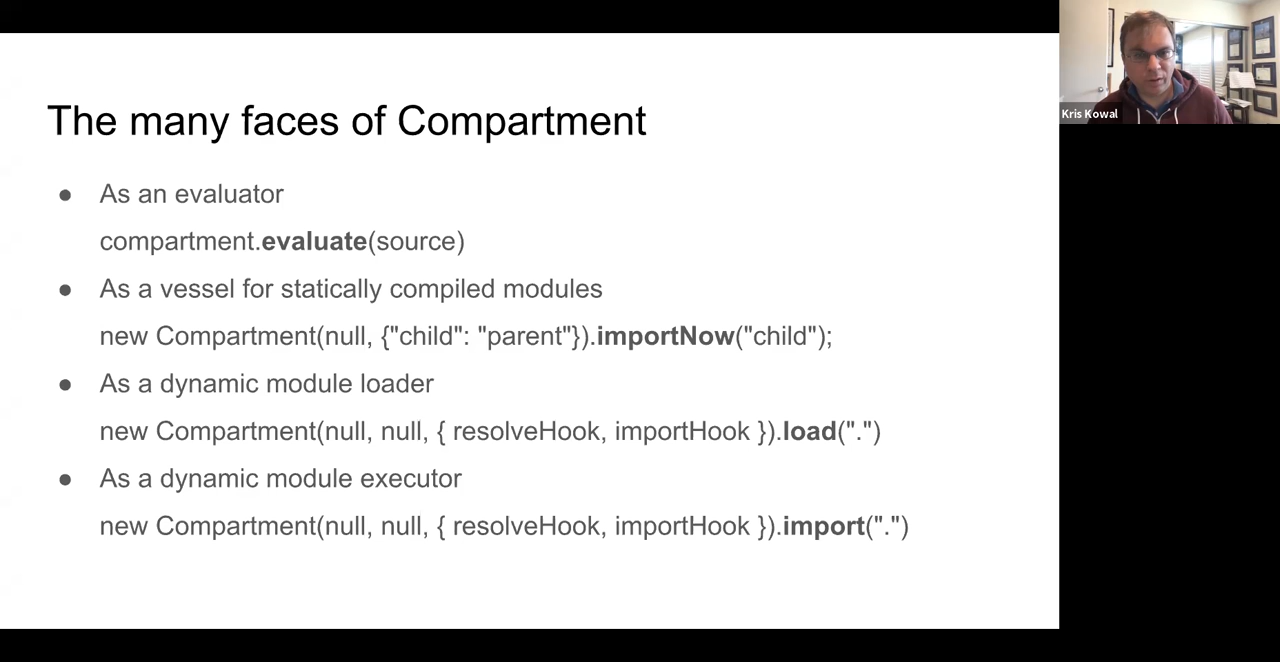 The many faces of Compartment
● As an evaluator
compartment.evaluate(source)
● As a vessel for statically compiled modules
new Compartment(null, {"child": "parent"}).importNow("child");
● As a dynamic module loader
new Compartment(null, null, { resolveHook, importHook }).load(".")
● As a dynamic module executor
new Compartment(null, null, { resolveHook, importHook }).import(".")
Kris Kowal